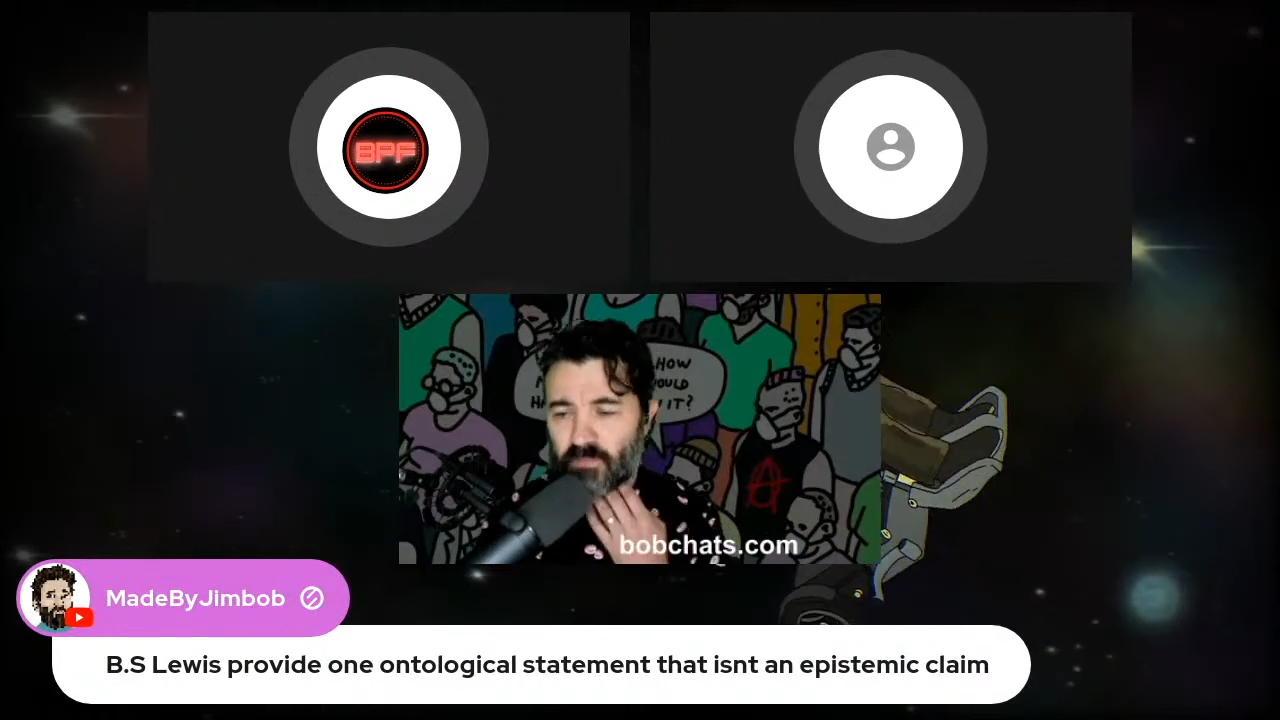 BPF
HOW
OULD
IT?
bobchats.com
MadeByJimbob
B.S Lewis provide one ontological statement that isnt an epistemic claim